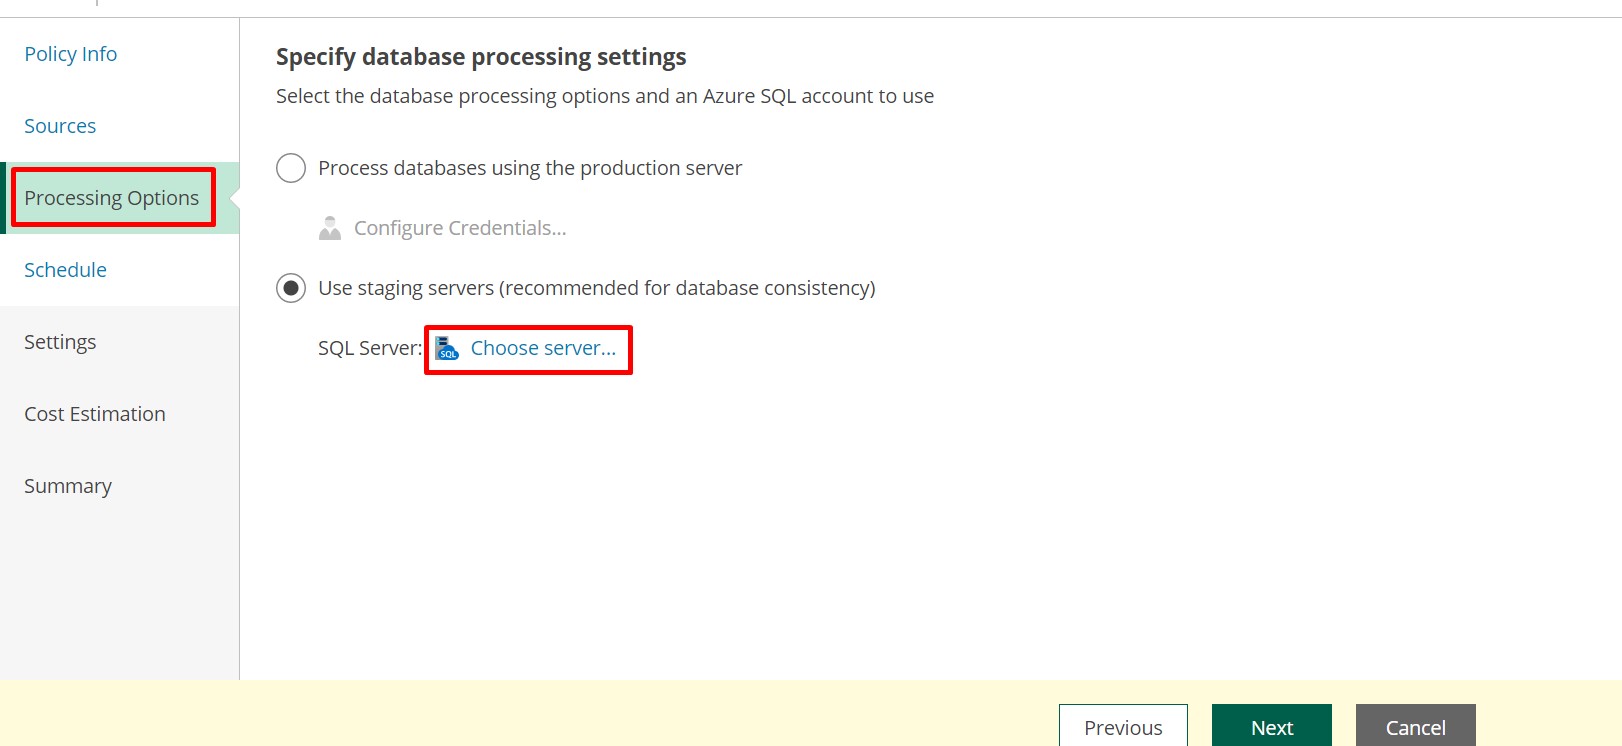 Policy Info
Sources
Processing Options
Schedule
Settings
Cost Estimation
Summary
Specify database processing settings
Select the database processing options and an Azure SQL account to use
Process databases using the production server
Configure Credentials...
Use staging servers (recommended for database consistency)
SQL Server: SQL Choose server...
Previous Next Cancel